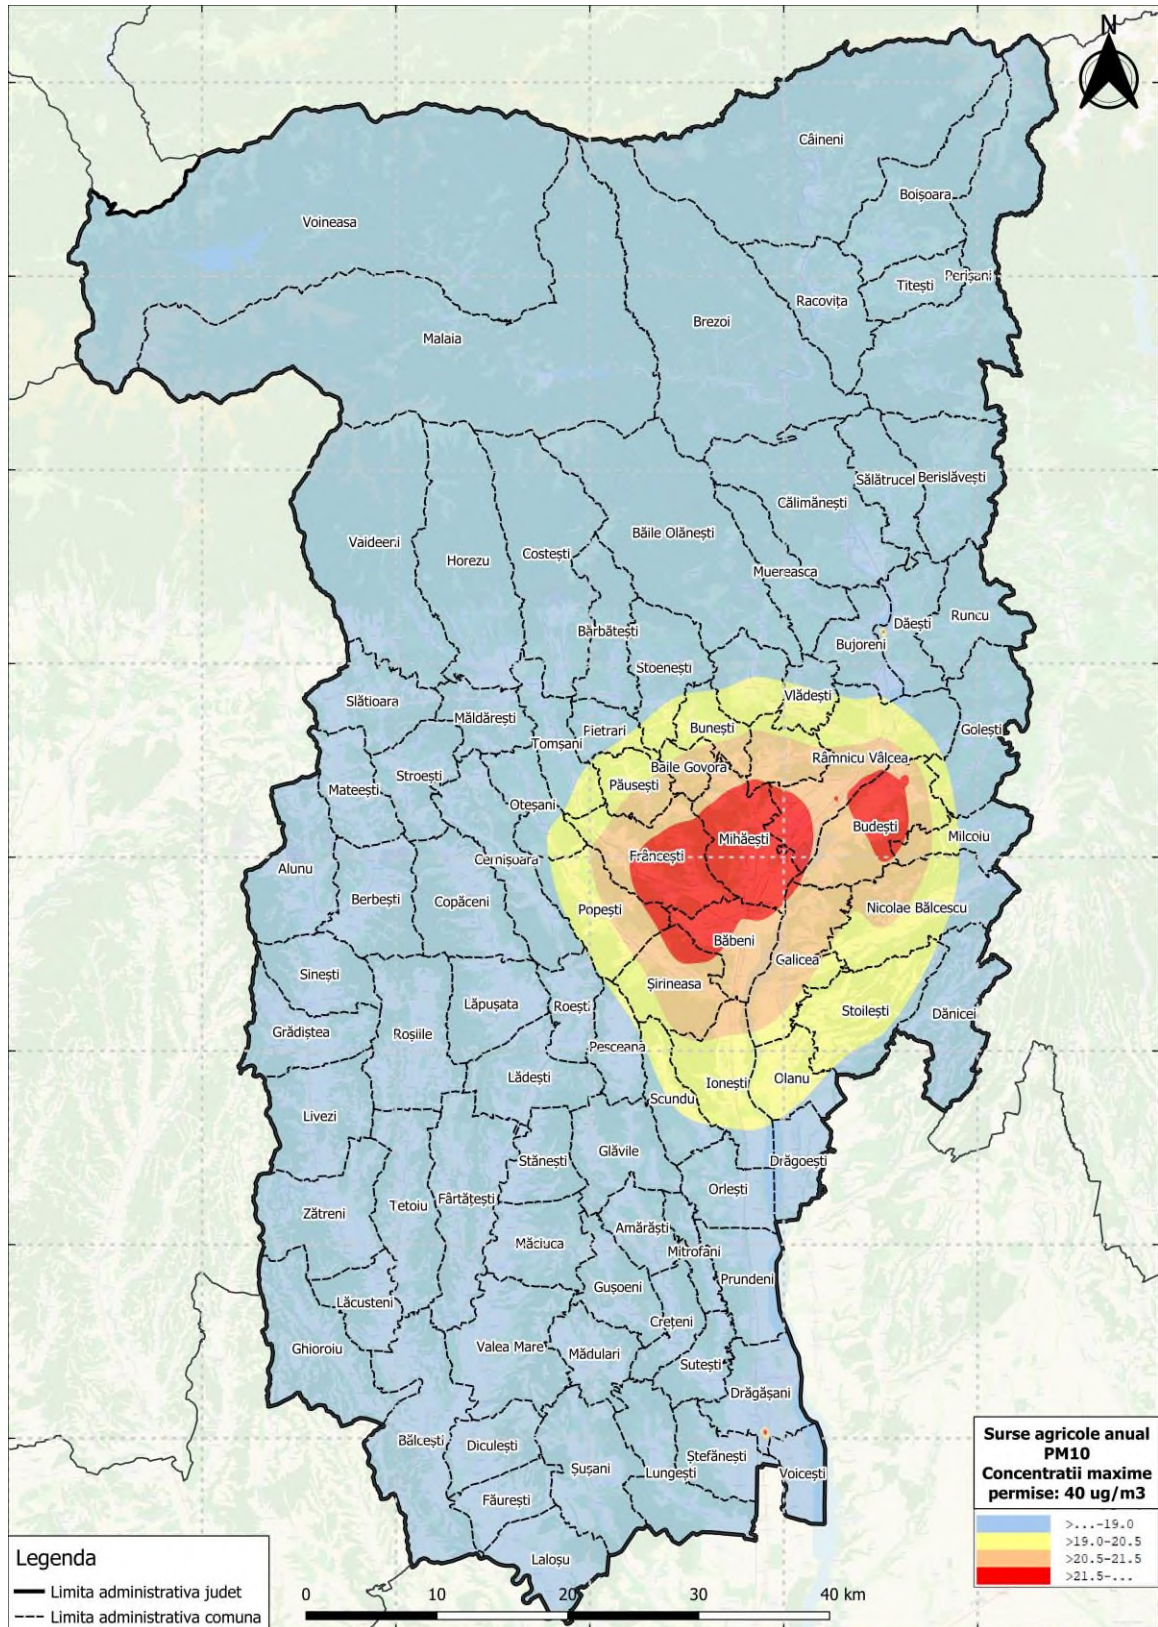 N
Câineni
Boișoara
Voineasa
Perișani
Titești
Racovița
Brezoi
Malaia
Sălătrucel
Berislăvești
Călimănești
Băile Olănești
Vaideeni
Costești
Horezu
Muereasca
Runcu
Dăești
Bărbătești
Bujoreni
Stoenești
Vlădești
Slătioara
Măldărești
Bunești
Fietrari
Golești
Tomșani
Râmnicu Vâlcea
Baile Govora
Stroești
Păusești
Mateești
Oteșani
Budești
Milcoiu
Mihăești
Frâncești
Cernișoara
Alunu
Berbești
Copăceni
Popești
Nicolae Bălcescu
Băbeni
Galicea
Sinești
Șirineasa
Lăpușata
Roești
Stoilești
Dănicei
Grădiștea
Roșiile
Pesceana
Lădești
Olanu
Ionești
Scundu
Livezi
Glăvile
Stănești
Drăgoești
Orlești
Fârtățești
Tetoiu
Zătreni
Amărăști
Măciuca
Mitrofani
Prundeni
Gușoeni
Lăcusteni
Crețeni
Ghioroiu
Valea Mare
Mădulari
Sutești
Drăgășani
Bălcești
Diculești
Ștefănești
Șușani
Lungești
Voicești
Făurești
Laloșu
Surse agricole anual
PM10
Concentratii maxime
permise: 40 ug/m3
>...-19.0
>19.0-20.5
>20.5-21.5
>21.5-...
Legenda
Limita administrativa judet
Limita administrativa comuna
0 10 20 30 40 km